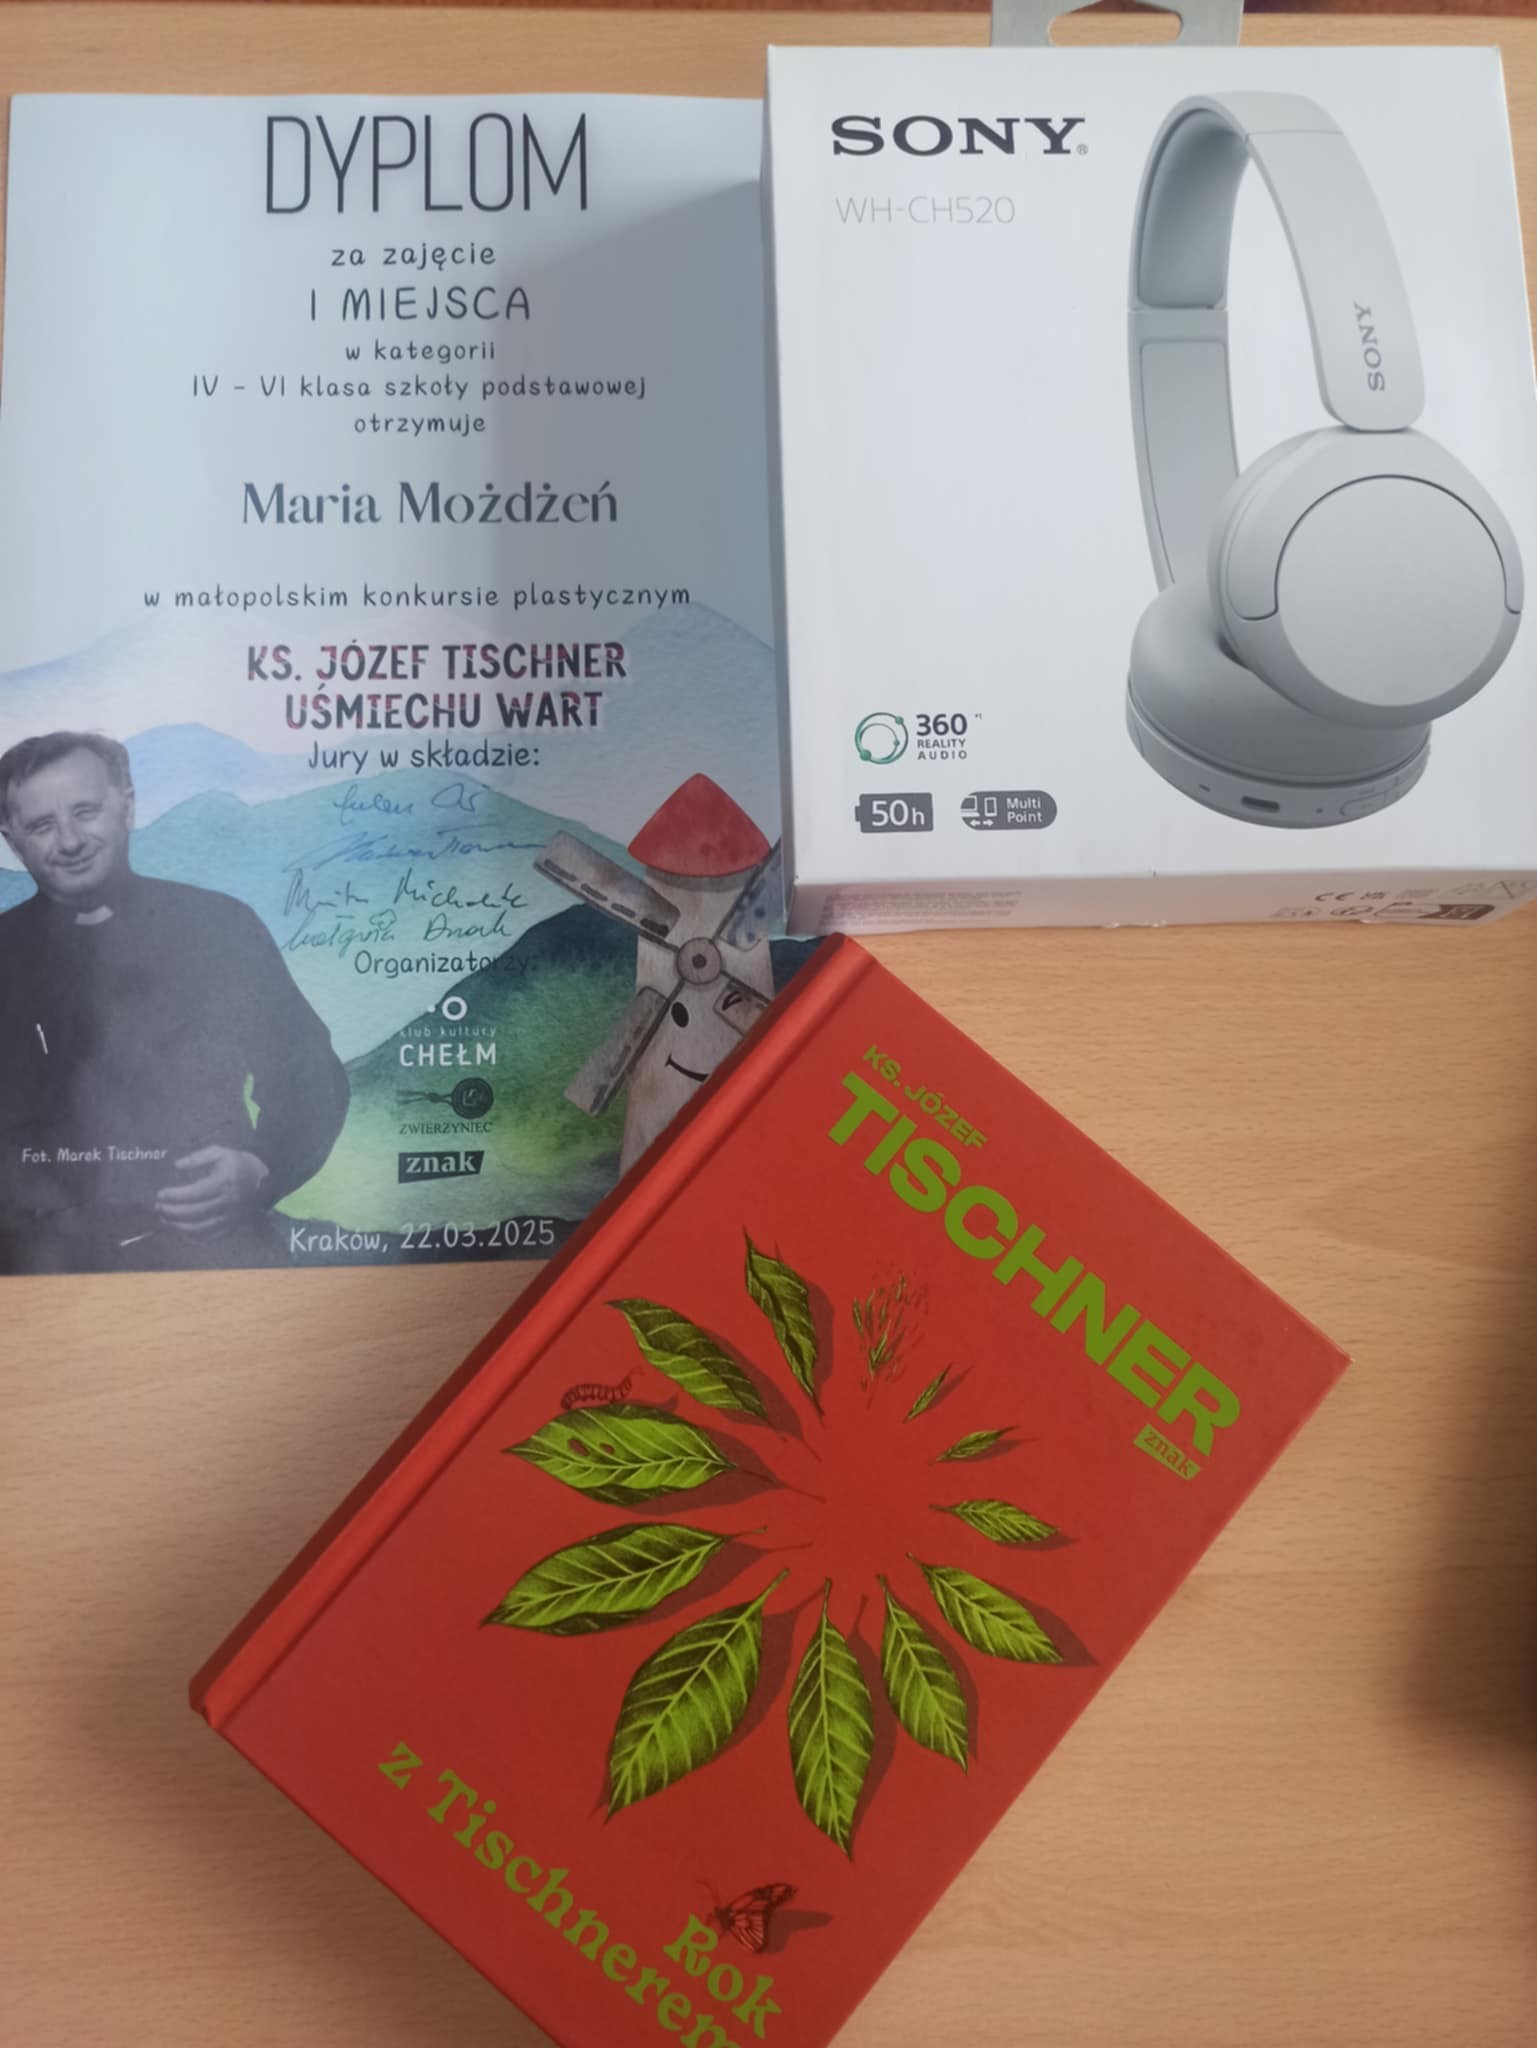 DYPLOM
za zajęcie
I MIEJSCA
w kategorii
IV - VI klasa szkoły podstawowej
otrzymuje
Maria Możdżeń
w małopolskim konkursie plastycznym
KS. JÓZEF TISCHNER
UŚMIECHU WART
Jury w składzie:
Organizatorzy:
klub kultury
CHEŁM
ZWIERZYNIEC
znak
Fot. Marek Tischner
Kraków, 22.03.2025
SONY®
WH-CH520
SONY
360
REALITY
AUDIO
50h
Multi
Point
KS. JÓZEF
TISCHNER
znak
Rok
z Tischnerem